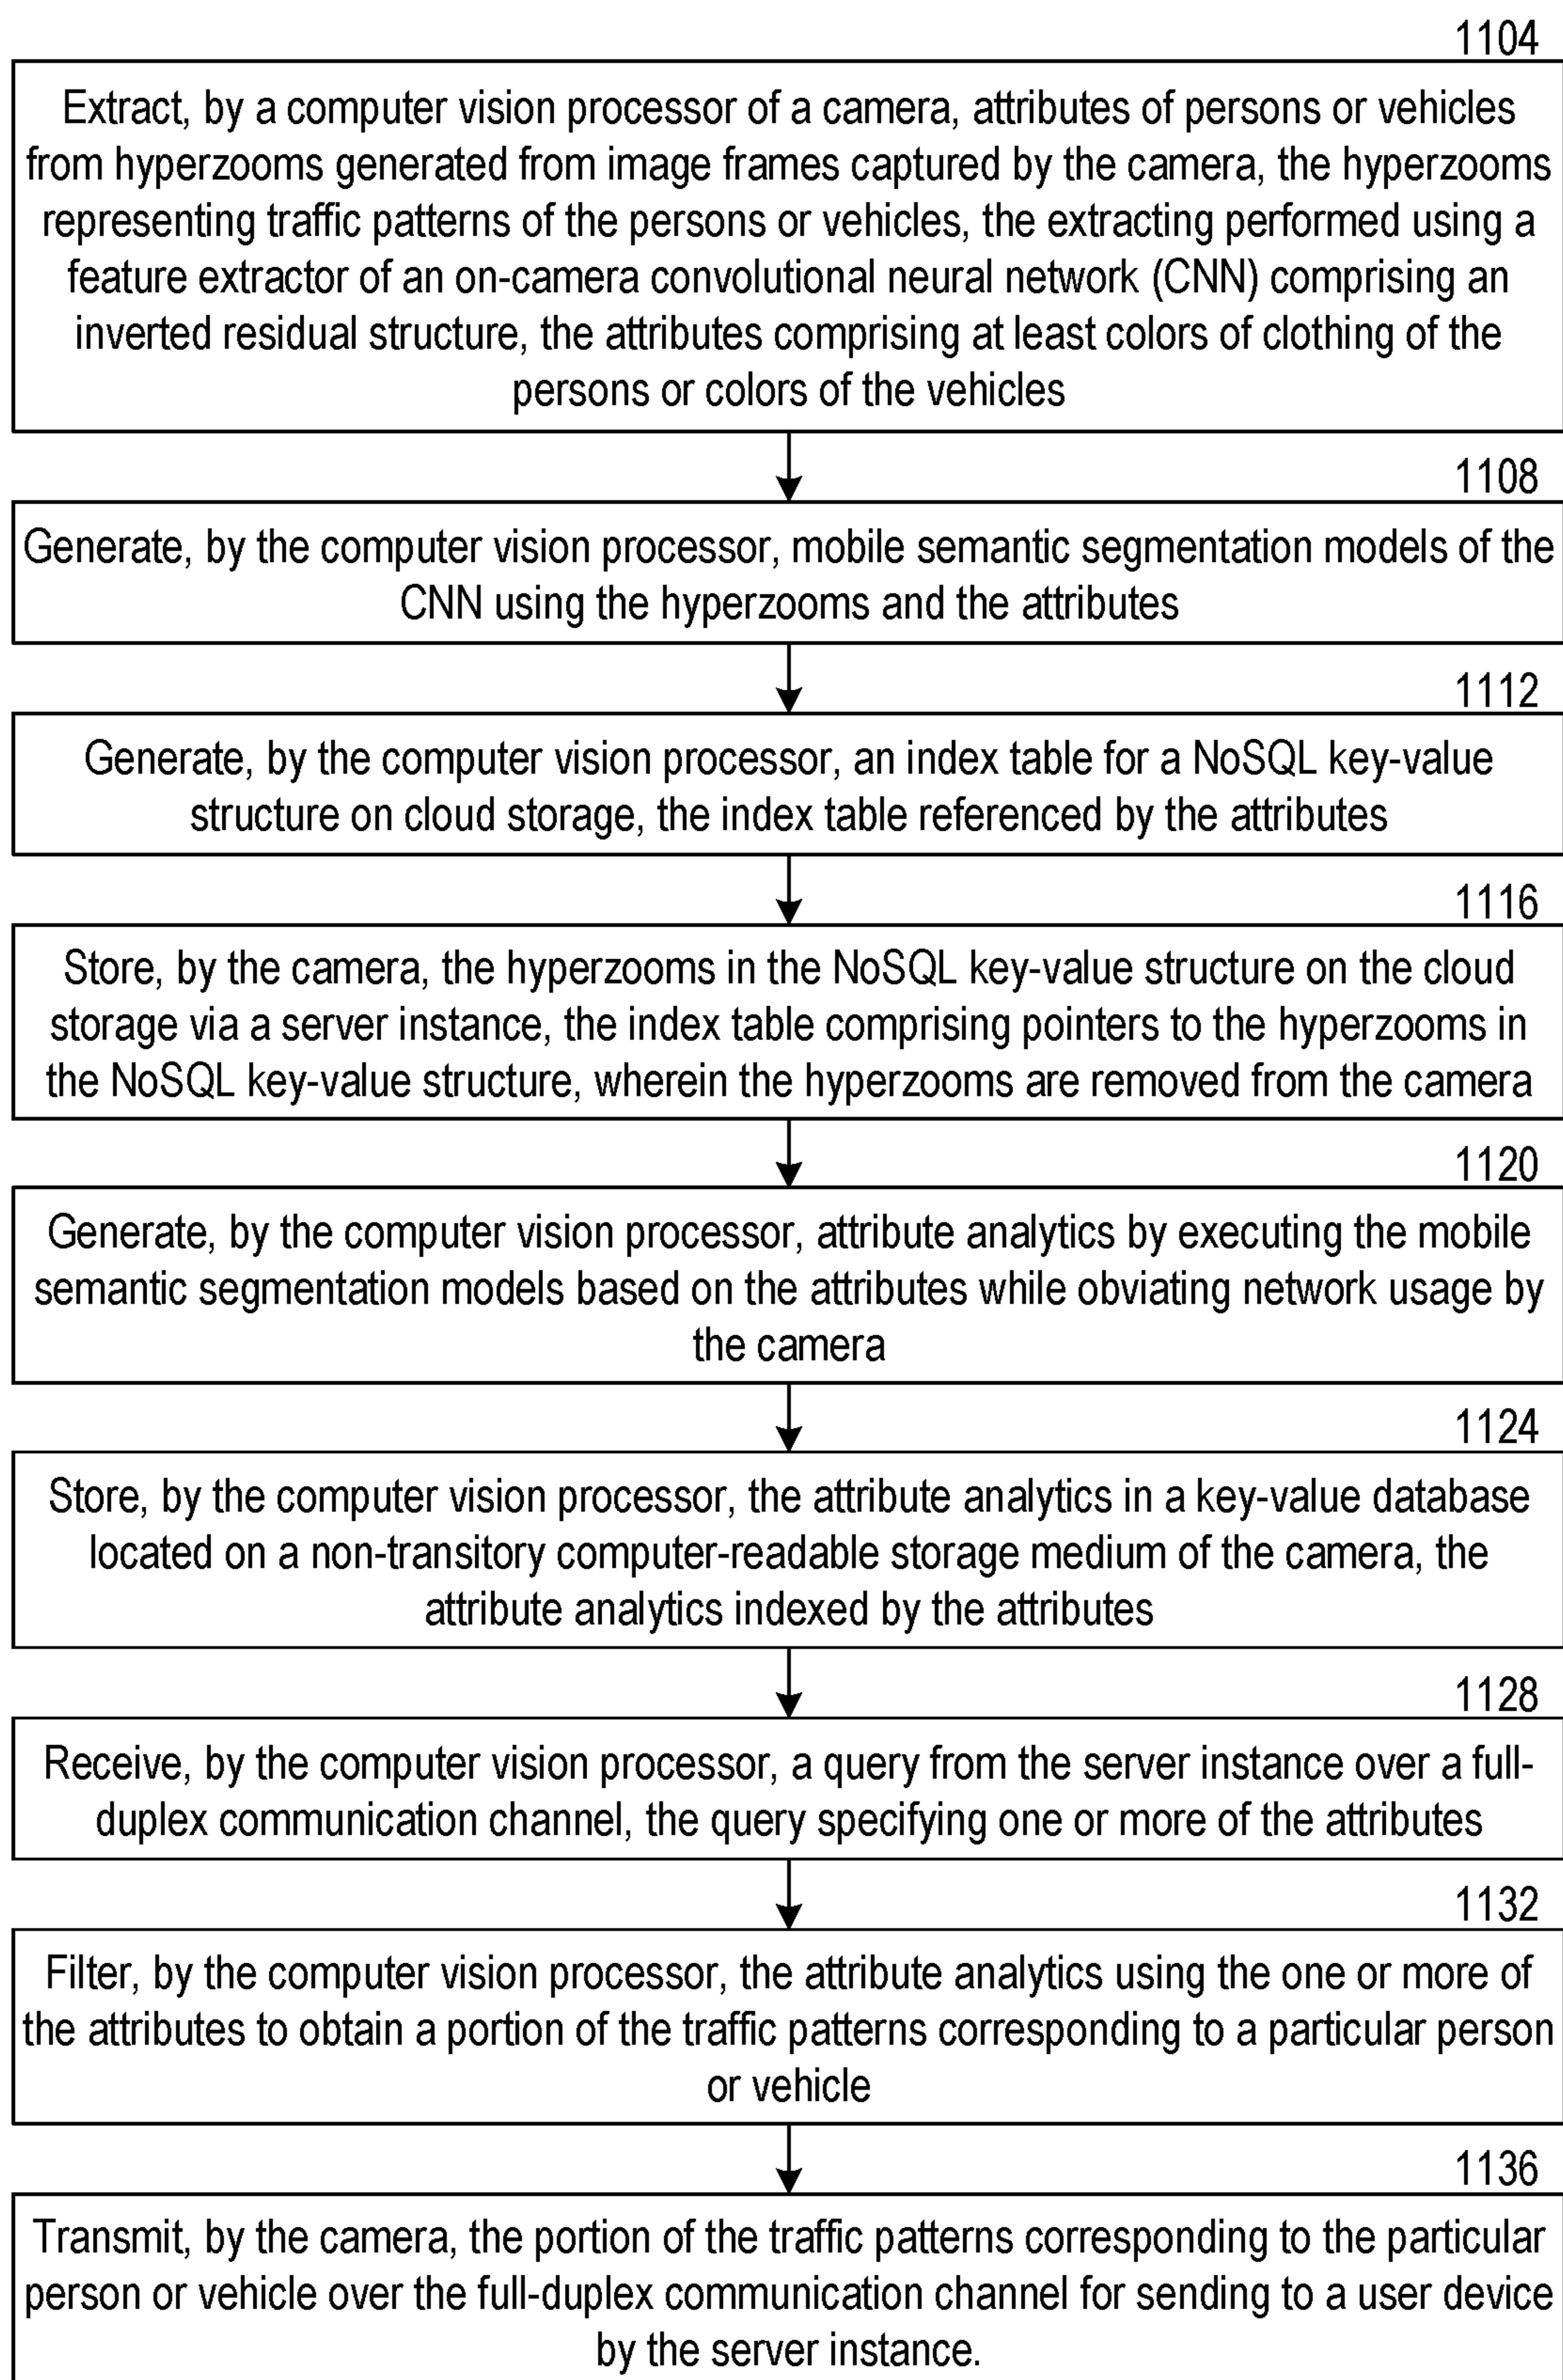 1104
Extract, by a computer vision processor of a camera, attributes of persons or vehicles
from hyperzooms generated from image frames captured by the camera, the hyperzooms
representing traffic patterns of the persons or vehicles, the extracting performed using a
feature extractor of an on-camera convolutional neural network (CNN) comprising an
inverted residual structure, the attributes comprising at least colors of clothing of the
persons or colors of the vehicles
1108
Generate, by the computer vision processor, mobile semantic segmentation models of the
CNN using the hyperzooms and the attributes
1112
Generate, by the computer vision processor, an index table for a NoSQL key-value
structure on cloud storage, the index table referenced by the attributes
1116
Store, by the camera, the hyperzooms in the NoSQL key-value structure on the cloud
storage via a server instance, the index table comprising pointers to the hyperzooms in
the NoSQL key-value structure, wherein the hyperzooms are removed from the camera
1120
Generate, by the computer vision processor, attribute analytics by executing the mobile
semantic segmentation models based on the attributes while obviating network usage by
the camera
1124
Store, by the computer vision processor, the attribute analytics in a key-value database
located on a non-transitory computer-readable storage medium of the camera, the
attribute analytics indexed by the attributes
1128
Receive, by the computer vision processor, a query from the server instance over a full-
duplex communication channel, the query specifying one or more of the attributes
1132
Filter, by the computer vision processor, the attribute analytics using the one or more of
the attributes to obtain a portion of the traffic patterns corresponding to a particular person
or vehicle
1136
Transmit, by the camera, the portion of the traffic patterns corresponding to the particular
person or vehicle over the full-duplex communication channel for sending to a user device
by the server instance.